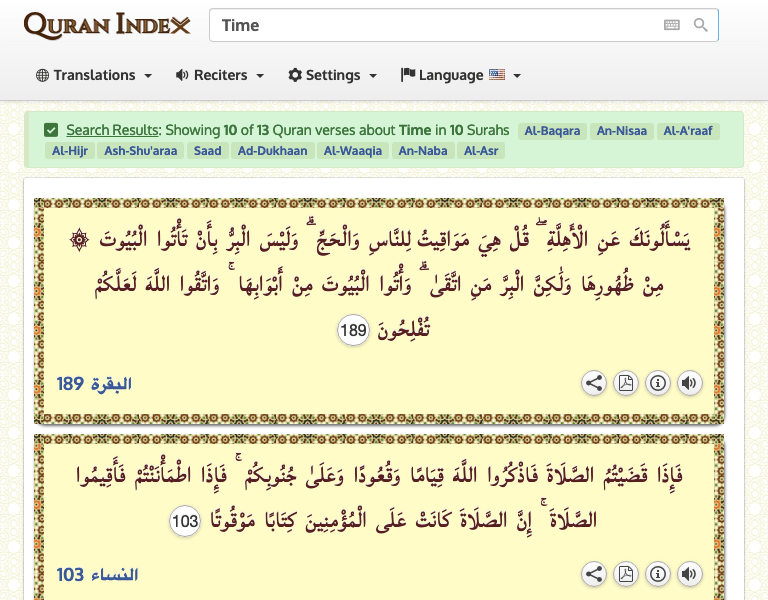 QURAN INDEX
Time
Translations
Reciters
Settings
Language
Search Results: Showing 10 of 13 Quran verses about Time in 10 Surahs Al-Baqara An-Nisaa Al-A'raaf
Al-Hijr Ash-Shu'araa Saad Ad-Dukhaan Al-Waaqia An-Naba Al-Asr
۞ يَسْأَلُونَكَ عَنِ الْأَهِلَّةِ ۖ قُلْ هِيَ مَوَاقِيتُ لِلنَّاسِ وَالْحَجِّ ۗ وَلَيْسَ الْبِرُّ بِأَنْ تَأْتُوا الْبُيُوتَ
مِنْ ظُهُورِهَا وَلَٰكِنَّ الْبِرَّ مَنِ اتَّقَىٰ ۗ وَأْتُوا الْبُيُوتَ مِنْ أَبْوَابِهَا ۚ وَاتَّقُوا اللَّهَ لَعَلَّكُمْ
تُفْلِحُونَ 189
البقرة 189
فَإِذَا قَضَيْتُمُ الصَّلَاةَ فَاذْكُرُوا اللَّهَ قِيَامًا وَقُعُودًا وَعَلَىٰ جُنُوبِكُمْ ۚ فَإِذَا اطْمَأْنَنْتُمْ فَأَقِيمُوا
الصَّلَاةَ ۚ إِنَّ الصَّلَاةَ كَانَتْ عَلَى الْمُؤْمِنِينَ كِتَابًا مَوْقُوتًا 103
النساء 103